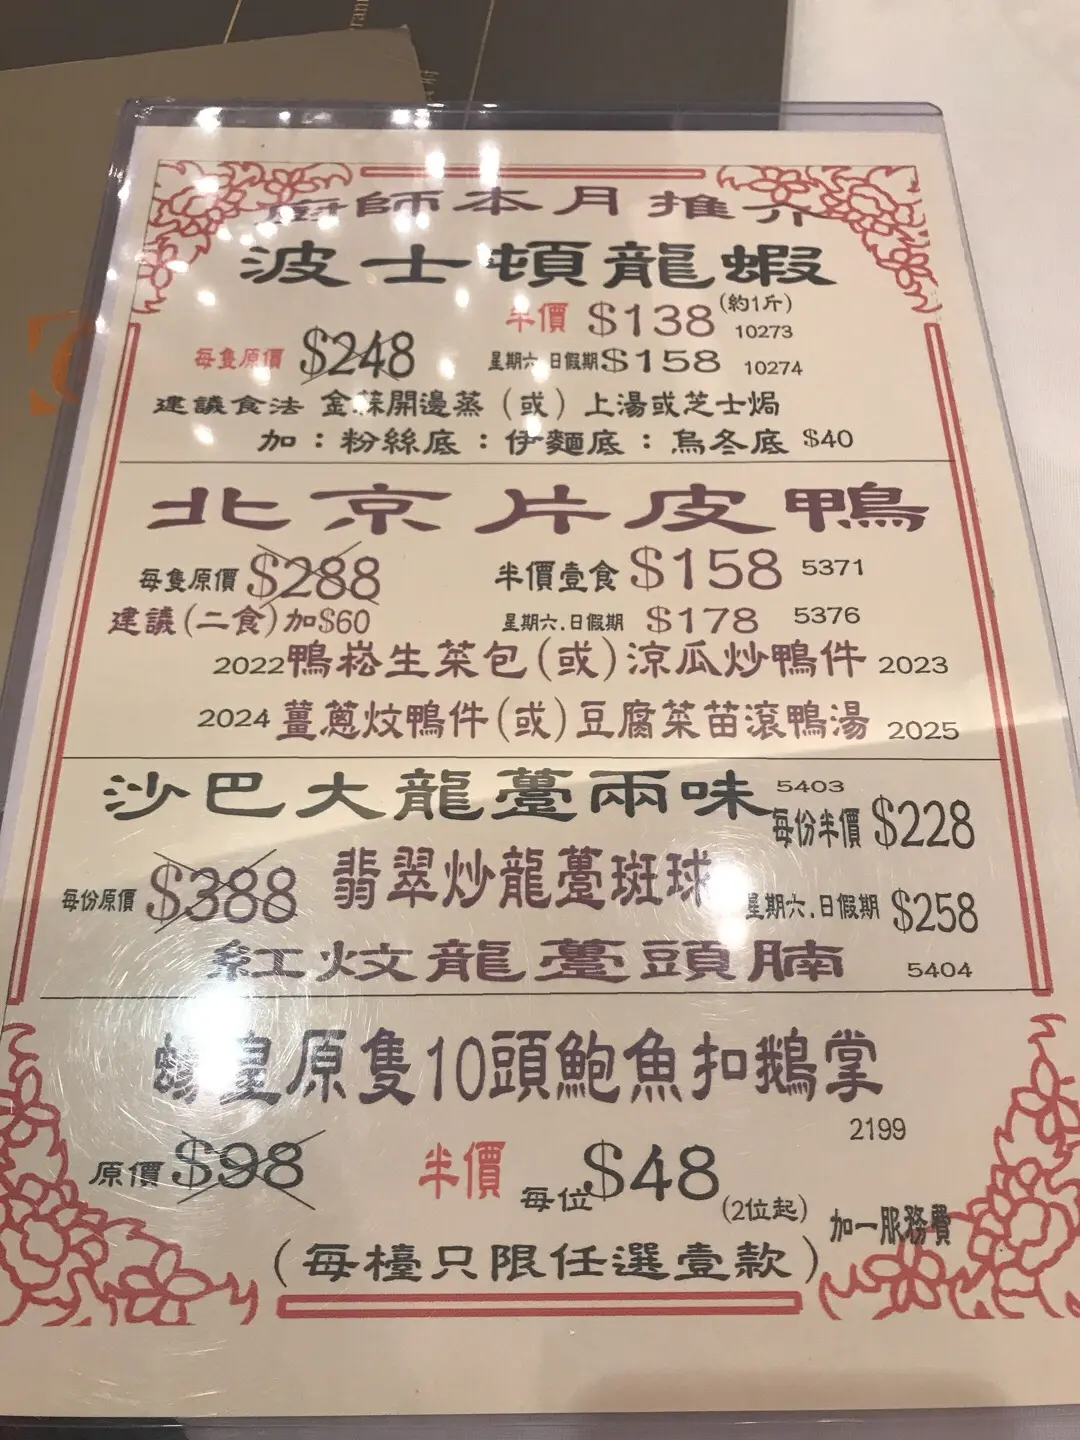 廚師本月推介
波士頓龍蝦
半價 $138 (約1斤) 10273
每隻原價 $248 星期六.日假期 $158 10274
建議食法 金蒜開邊蒸（或）上湯或芝士焗
加：粉絲底：伊麵底：烏冬底 $40
北京片皮鴨
每隻原價 $288 半價壹食 $158 5371
建議(二食)加$60 星期六.日假期 $178 5376
2022 鴨崧生菜包(或)涼瓜炒鴨件 2023
2024 薑蔥炆鴨件(或)豆腐菜苗滾鴨湯 2025
沙巴大龍躉兩味 5403
每份半價 $228
每份原價 $388 翡翠炒龍躉斑球
星期六.日假期 $258
紅炆龍躉頭腩 5404
蠔皇原隻10頭鮑魚扣鵝掌
2199
原價 $98 半價 每位 $48 (2位起)
加一服務費
(每檯只限任選壹款)